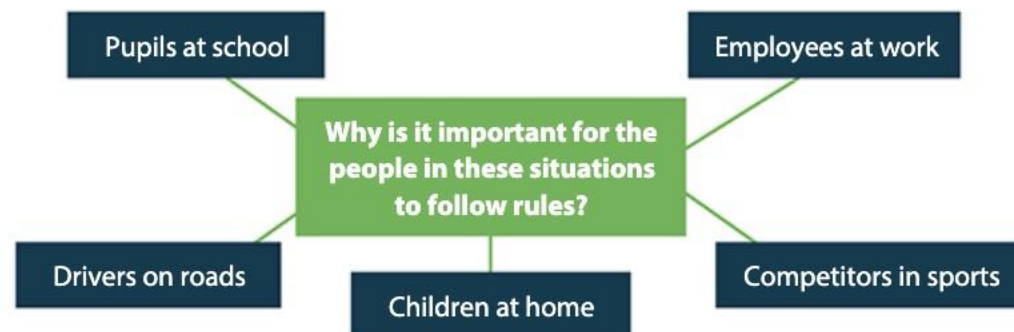 Pupils at school
Employees at work
Why is it important for the
people in these situations
to follow rules?
Drivers on roads
Children at home
Competitors in sports